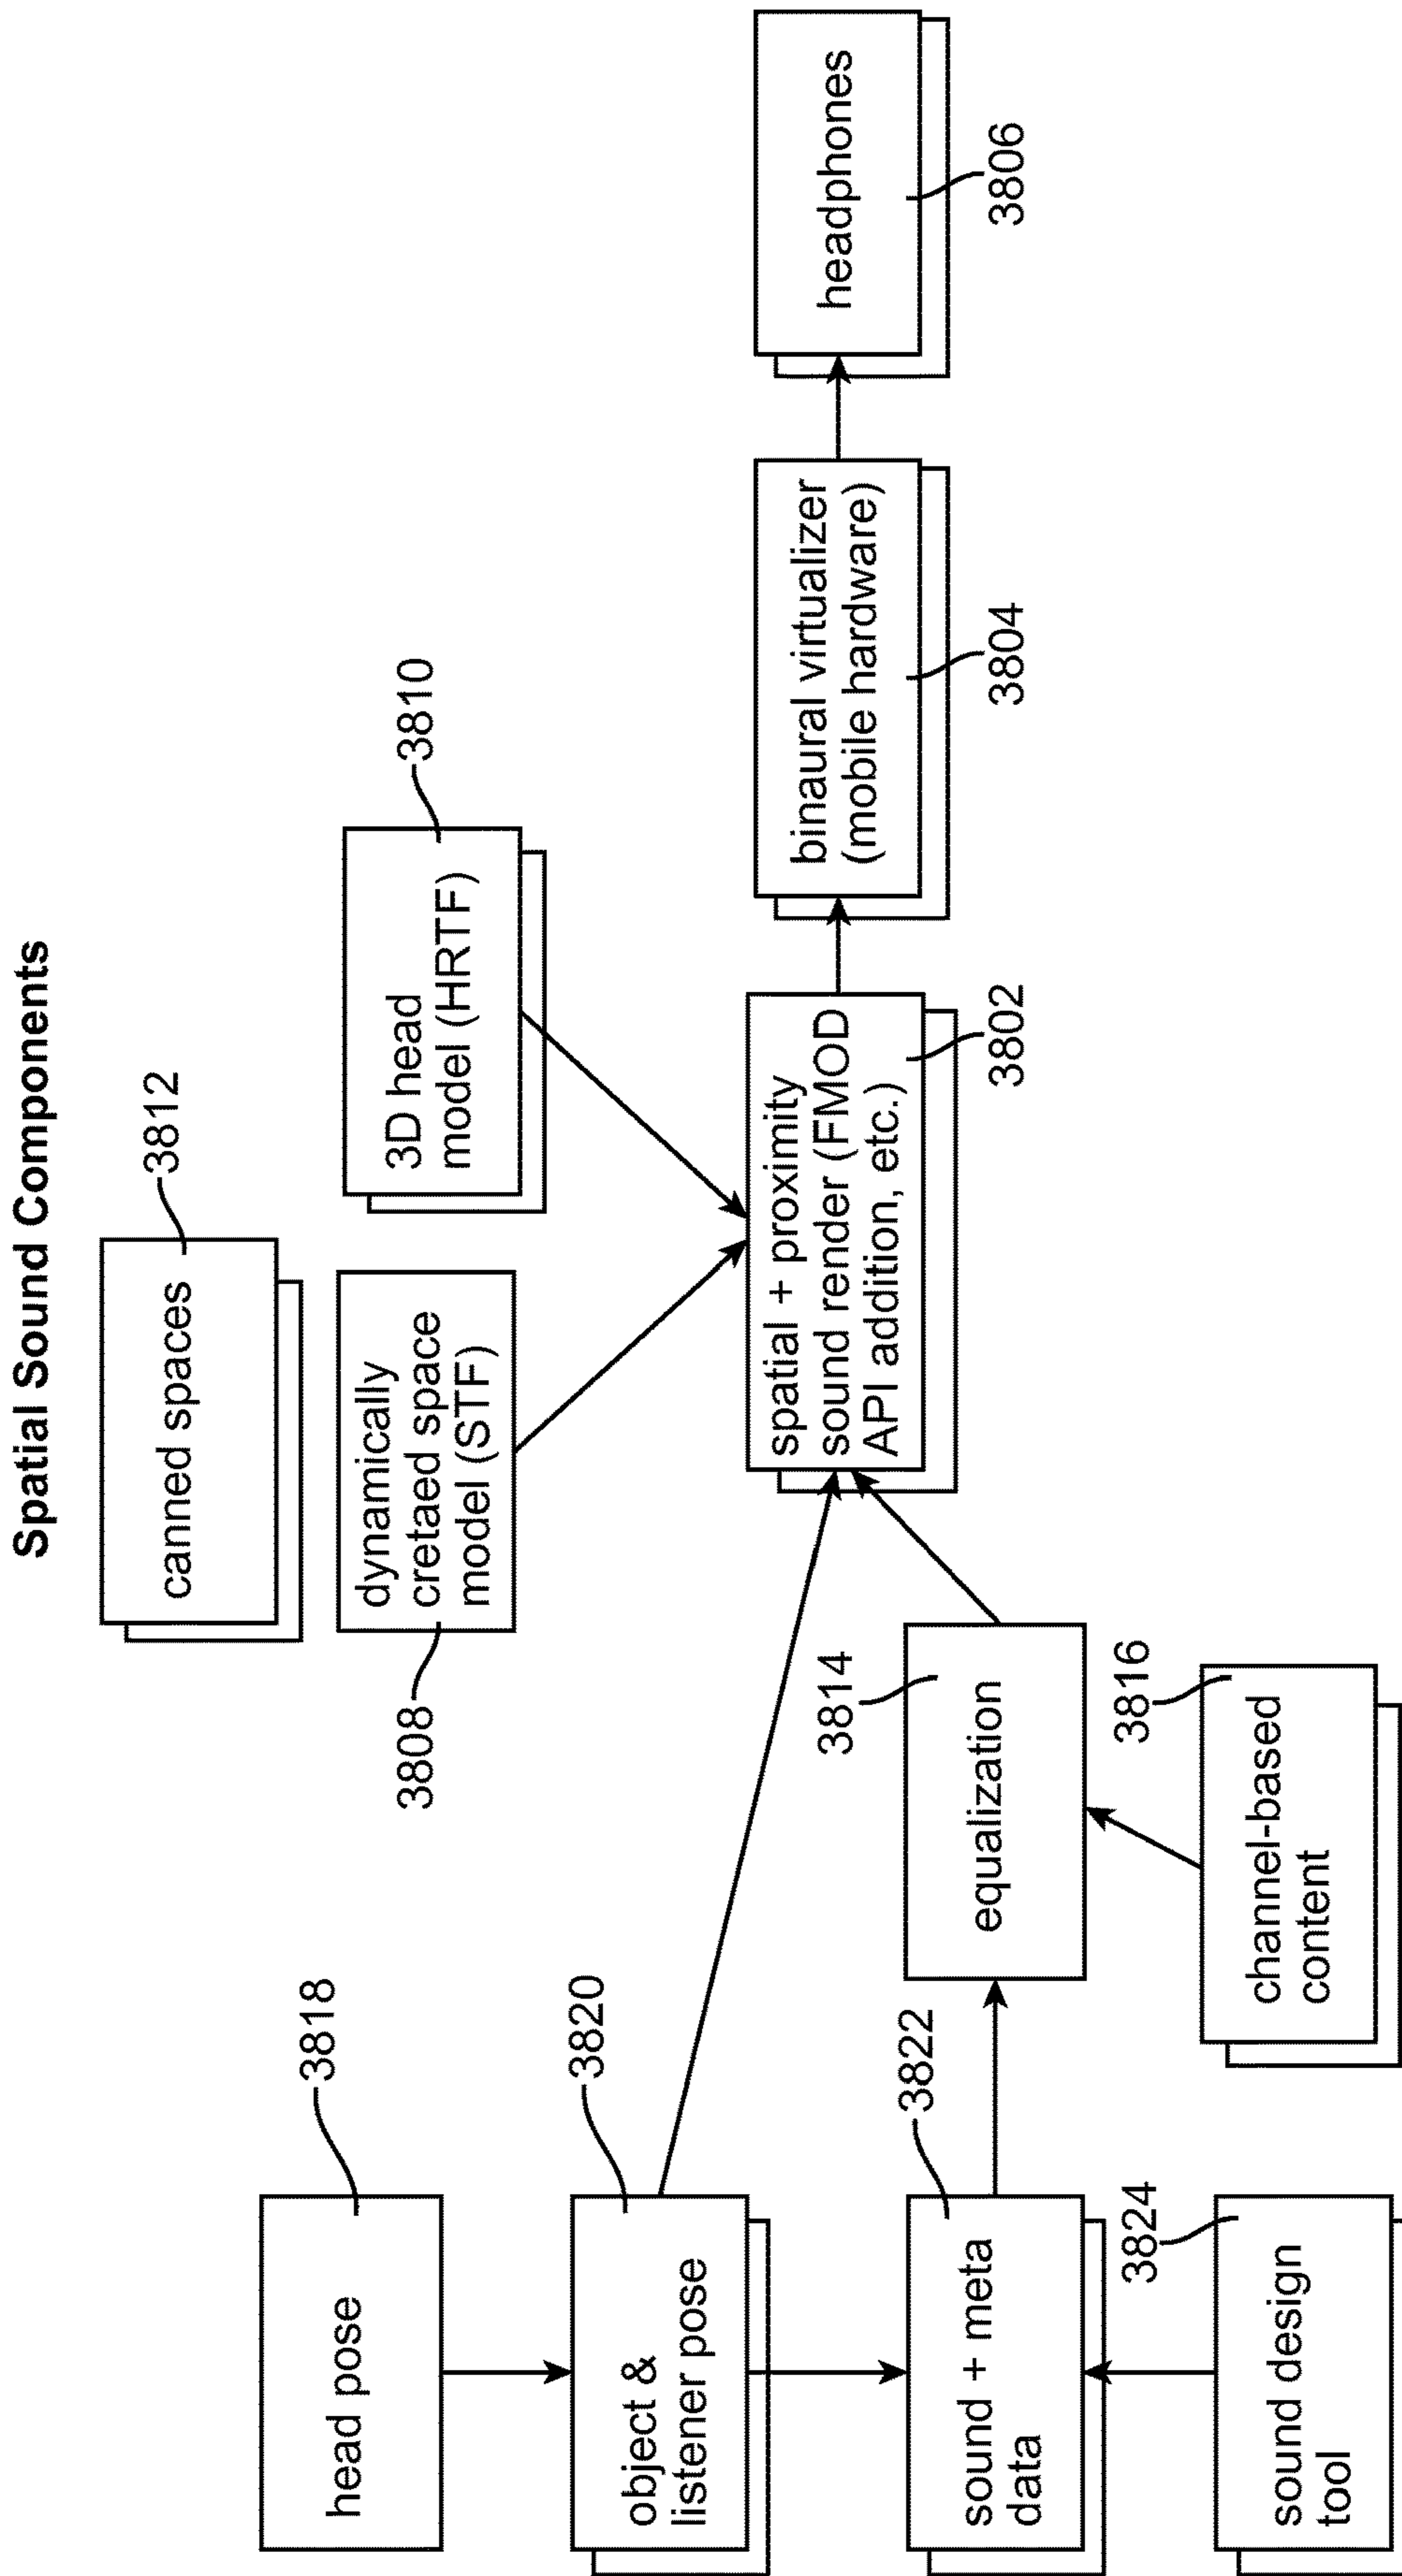 Spatial Sound Components
3812
canned spaces
3818
head pose
3808
dynamically
cretaed space
model (STF)
3810
3D head
model (HRTF)
3820
object &
listener pose
3802
spatial + proximity
sound render (FMOD
API addition, etc.)
3804
binaural virtualizer
(mobile hardware)
3806
headphones
3814
equalization
3822
sound + meta
data
3816
channel-based
content
3824
sound design
tool